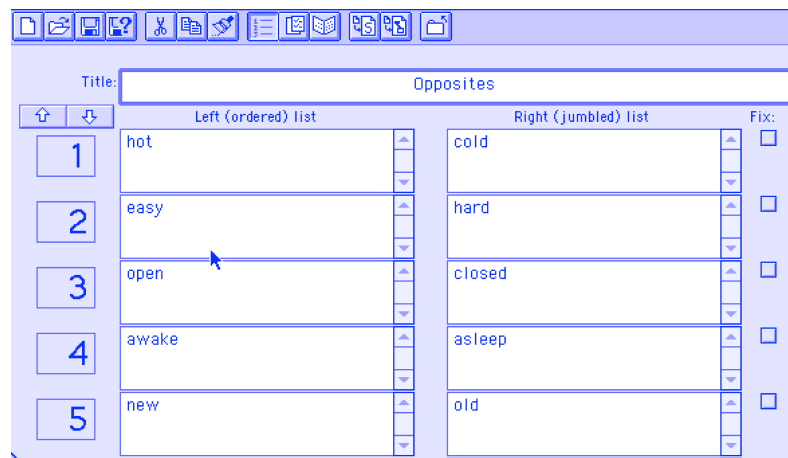 Title: Opposites
Left (ordered) list Right (jumbled) list Fix:
1 hot cold
2 easy hard
3 open closed
4 awake asleep
5 new old